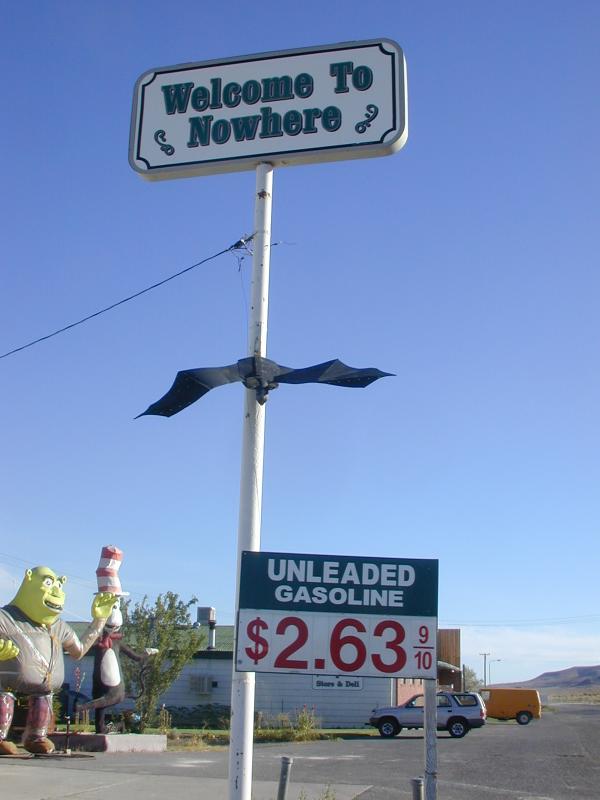 Welcome To
Nowhere
UNLEADED
GASOLINE
$2.63 9/10
Store & Deli